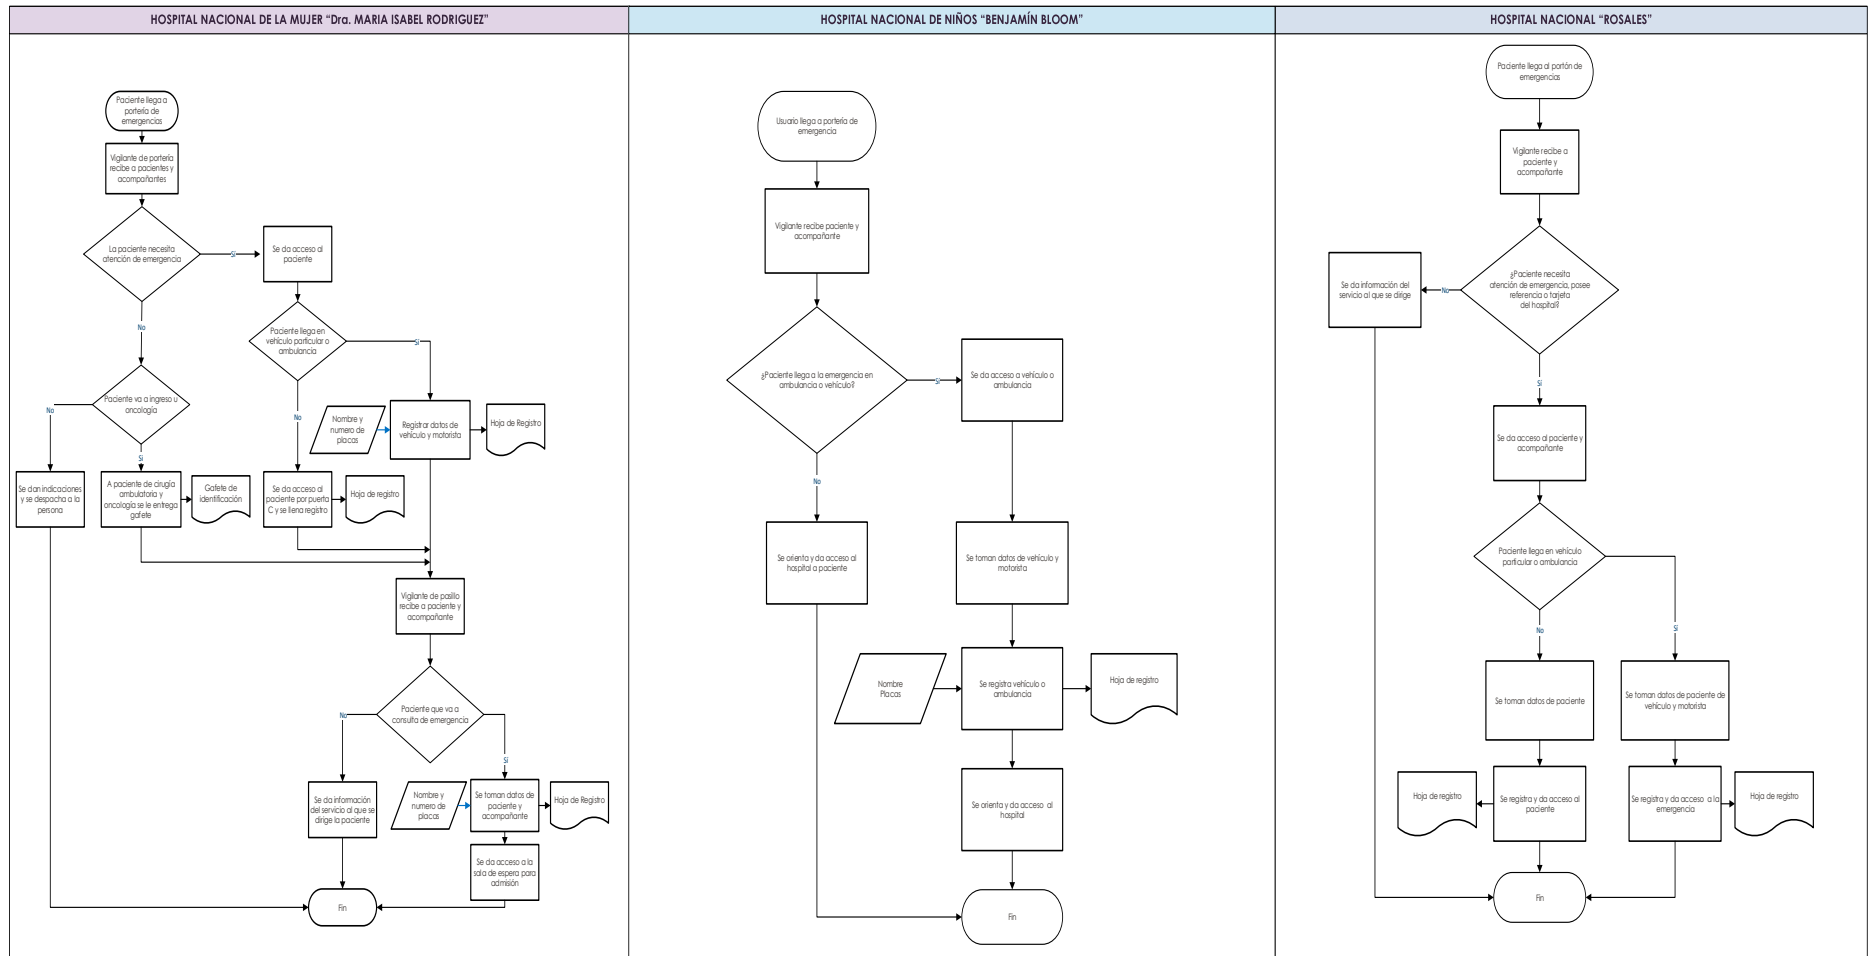 HOSPITAL NACIONAL DE LA MUJER “Dra. MARIA ISABEL RODRIGUEZ”
Paciente llega a
portería de
emergencias
Vigilante de portería
recibe a pacientes y
acompañantes
La paciente necesita
atención de emergencia
Sí
Se da acceso al
paciente
No
Paciente llega en
vehículo particular o
ambulancia
Sí
Paciente va a ingreso u
oncología
No
No
Nombre y
numero de
placas
Registrar datos de
vehículo y motorista
Hoja de Registro
Sí
Se dan indicaciones
y se despacha a la
persona
A paciente de cirugía
ambulatoria y
oncología se le entrega
gafete
Gafete de
identificación
Se da acceso al
paciente por puerta
C y se llena registro
Hoja de registro
Vigilante de pasillo
recibe a paciente y
acompañante
Paciente que va a
consulta de emergencia
No
Sí
Se da información
del servicio al que se
dirige la paciente
Nombre y
numero de
placas
Se toman datos de
paciente y
acompañante
Hoja de Registro
Se da acceso a la
sala de espera para
admisión
Fin
HOSPITAL NACIONAL DE NIÑOS “BENJAMÍN BLOOM”
Usuario llega a portería de
emergencia
Vigilante recibe paciente y
acompañante
¿Paciente llega a la emergencia en
ambulancia o vehículo?
Sí
Se da acceso a vehículo o
ambulancia
No
Se orienta y da acceso al
hospital a paciente
Se toman datos de vehículo y
motorista
Nombre
Placas
Se registra vehículo o
ambulancia
Hoja de registro
Se orienta y da acceso al
hospital
Fin
HOSPITAL NACIONAL “ROSALES”
Paciente llega al portón de
emergencias
Vigilante recibe a
paciente y
acompañante
¿Paciente necesita
atención de emergencia, posee
referencia o tarjeta
del hospital?
No
Se da información del
servicio al que se dirige
Sí
Se da acceso al paciente y
acompañante
Paciente llega en vehículo
particular o ambulancia
No
Sí
Se toman datos de paciente
Se toman datos de paciente de
vehículo y motorista
Hoja de registro
Se registra y da acceso al
paciente
Se registra y da acceso a la
emergencia
Hoja de registro
Fin